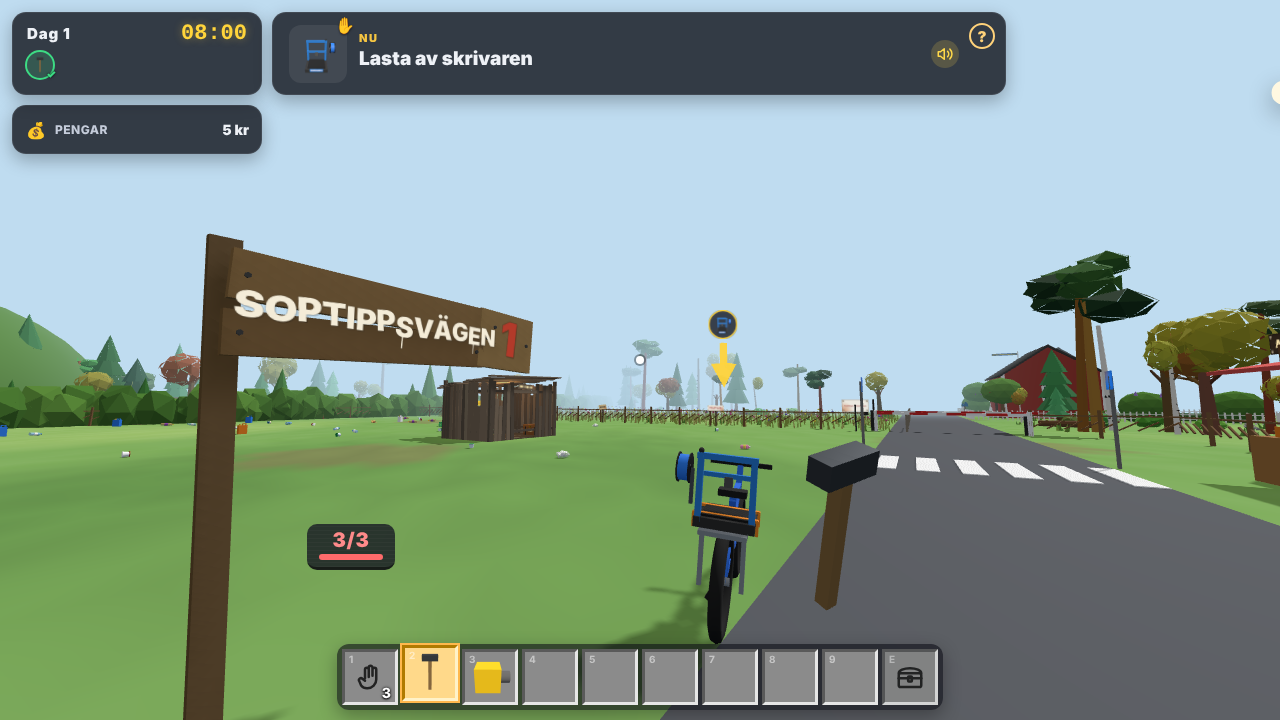 Dag 1
08:00
✋
NU
Lasta av skrivaren
?
PENGAR
5 kr
SOPTIPPSVÄGEN 1
3/3
1
3
2
3
4
5
6
7
8
9
E